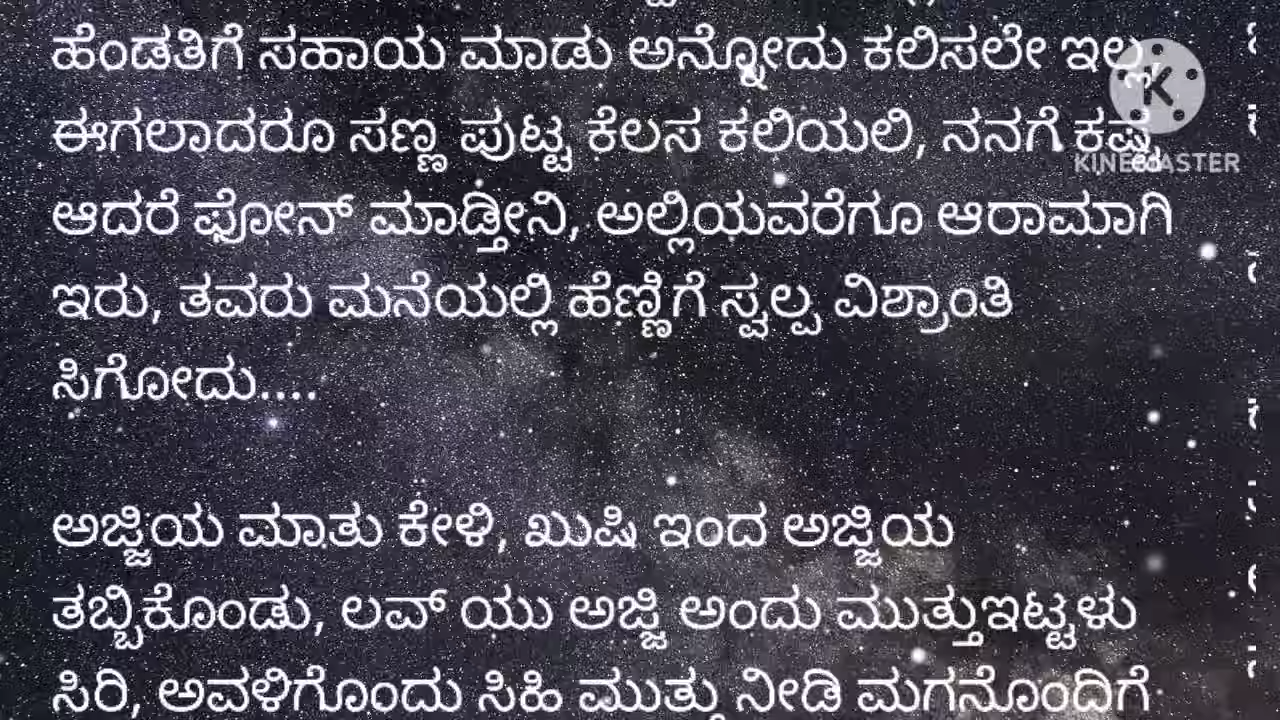 ಹೆಂಡತಿಗೆ ಸಹಾಯ ಮಾಡು ಅನ್ನೋದು ಕಲಿಸಲೇ ಇಲ್ಲ,
ಈಗಲಾದರೂ ಸಣ್ಣ ಪುಟ್ಟ ಕೆಲಸ ಕಲಿಯಲಿ, ನನಗೆ ಕಷ್ಟ
KINEMASTER
ಆದರೆ ಫೋನ್ ಮಾಡ್ತೀನಿ, ಅಲ್ಲಿಯವರೆಗೂ ಆರಾಮಾಗಿ
ಇರು, ತವರು ಮನೆಯಲ್ಲಿ ಹೆಣ್ಣಿಗೆ ಸ್ವಲ್ಪ ವಿಶ್ರಾಂತಿ
ಸಿಗೋದು....
ಅಜ್ಜಿಯ ಮಾತು ಕೇಳಿ, ಖುಷಿ ಇಂದ ಅಜ್ಜಿಯ
ತಬ್ಬಿಕೊಂಡು, ಲವ್ ಯು ಅಜ್ಜಿ ಅಂದು ಮುತ್ತುಇಟ್ಟಳು
ಸಿರಿ, ಅವಳಿಗೊಂದು ಸಿಹಿ ಮುತ್ತು ನೀಡಿ ಮಗನೊಂದಿಗೆ